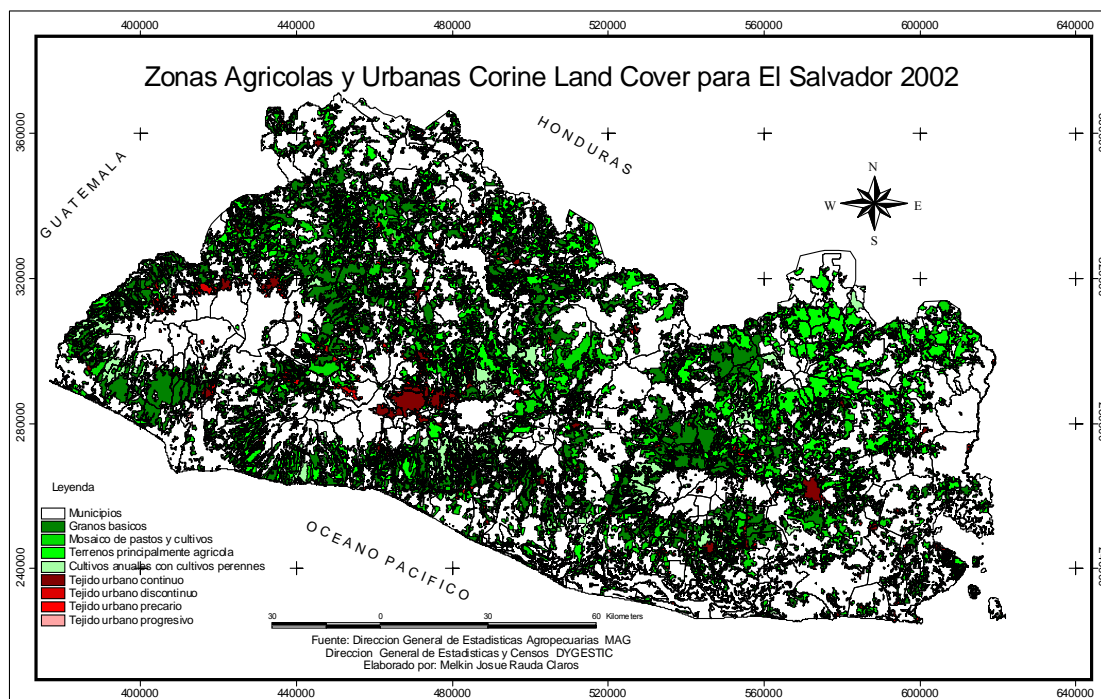 400000 440000 480000 520000 560000 600000 640000
Zonas Agricolas y Urbanas Corine Land Cover para El Salvador 2002
360000
360000
HONDURAS
GUATEMALA
N
W E
S
320000
320000
280000
280000
Leyenda
Municipios
Granos basicos
Mosaico de pastos y cultivos
Terrenos principalmente agricola
Cultivos anuales con cultivos perennes
Tejido urbano continuo
Tejido urbano discontinuo
Tejido urbano precario
Tejido urbano progresivo
OCEANO PACIFICO
240000
240000
30 0 30 60 Kilometers
Fuente: Direccion General de Estadisticas Agropecuarias MAG
Direccion General de Estadisticas y Censos DYGESTIC
Elaborado por: Melkin Josue Rauda Claros
400000 440000 480000 520000 560000 600000 640000